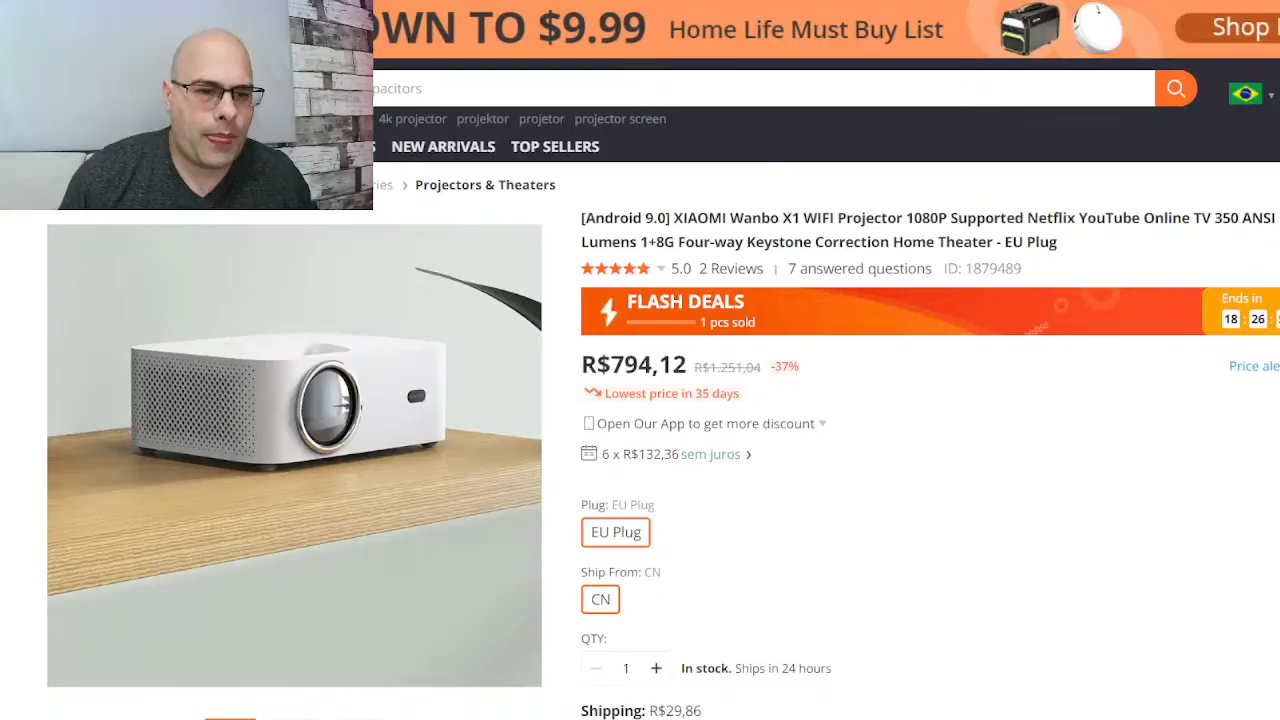 OWN TO $9.99 Home Life Must Buy List Shop
pacitors
4k projector projektor projetor projector screen
NEW ARRIVALS TOP SELLERS
ries > Projectors & Theaters
[Android 9.0] XIAOMI Wanbo X1 WIFI Projector 1080P Supported Netflix YouTube Online TV 350 ANSI
Lumens 1+8G Four-way Keystone Correction Home Theater - EU Plug
5.0 2 Reviews | 7 answered questions ID: 1879489
FLASH DEALS
1 pcs sold
Ends in
18 : 26 :
R$794,12 R$1.251,04 -37%
Price ale
Lowest price in 35 days
Open Our App to get more discount
6 x R$132,36 sem juros >
Plug: EU Plug
EU Plug
Ship From: CN
CN
QTY:
− 1 + In stock. Ships in 24 hours
Shipping: R$29,86